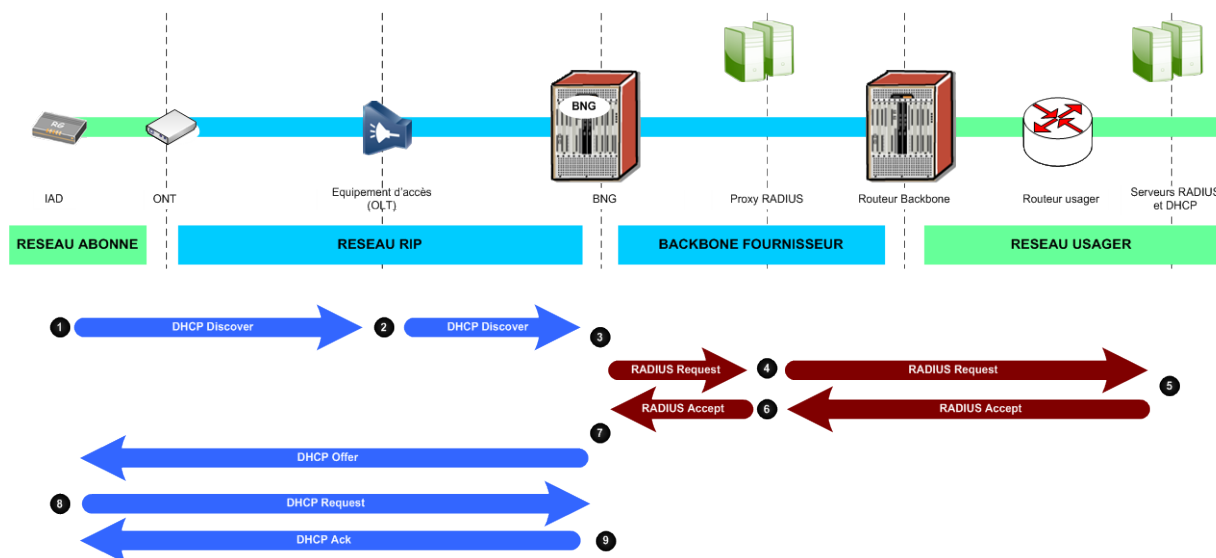 RG
BNG
IAD
ONT
Equipement d'accès
(OLT)
BNG
Proxy RADIUS
Routeur Backbone
Routeur usager
Serveurs RADIUS
et DHCP
RESEAU ABONNE
RESEAU RIP
BACKBONE FOURNISSEUR
RESEAU USAGER
1
DHCP Discover
2
DHCP Discover
3
RADIUS Request
4
RADIUS Request
5
RADIUS Accept
6
RADIUS Accept
7
DHCP Offer
8
DHCP Request
DHCP Ack
9